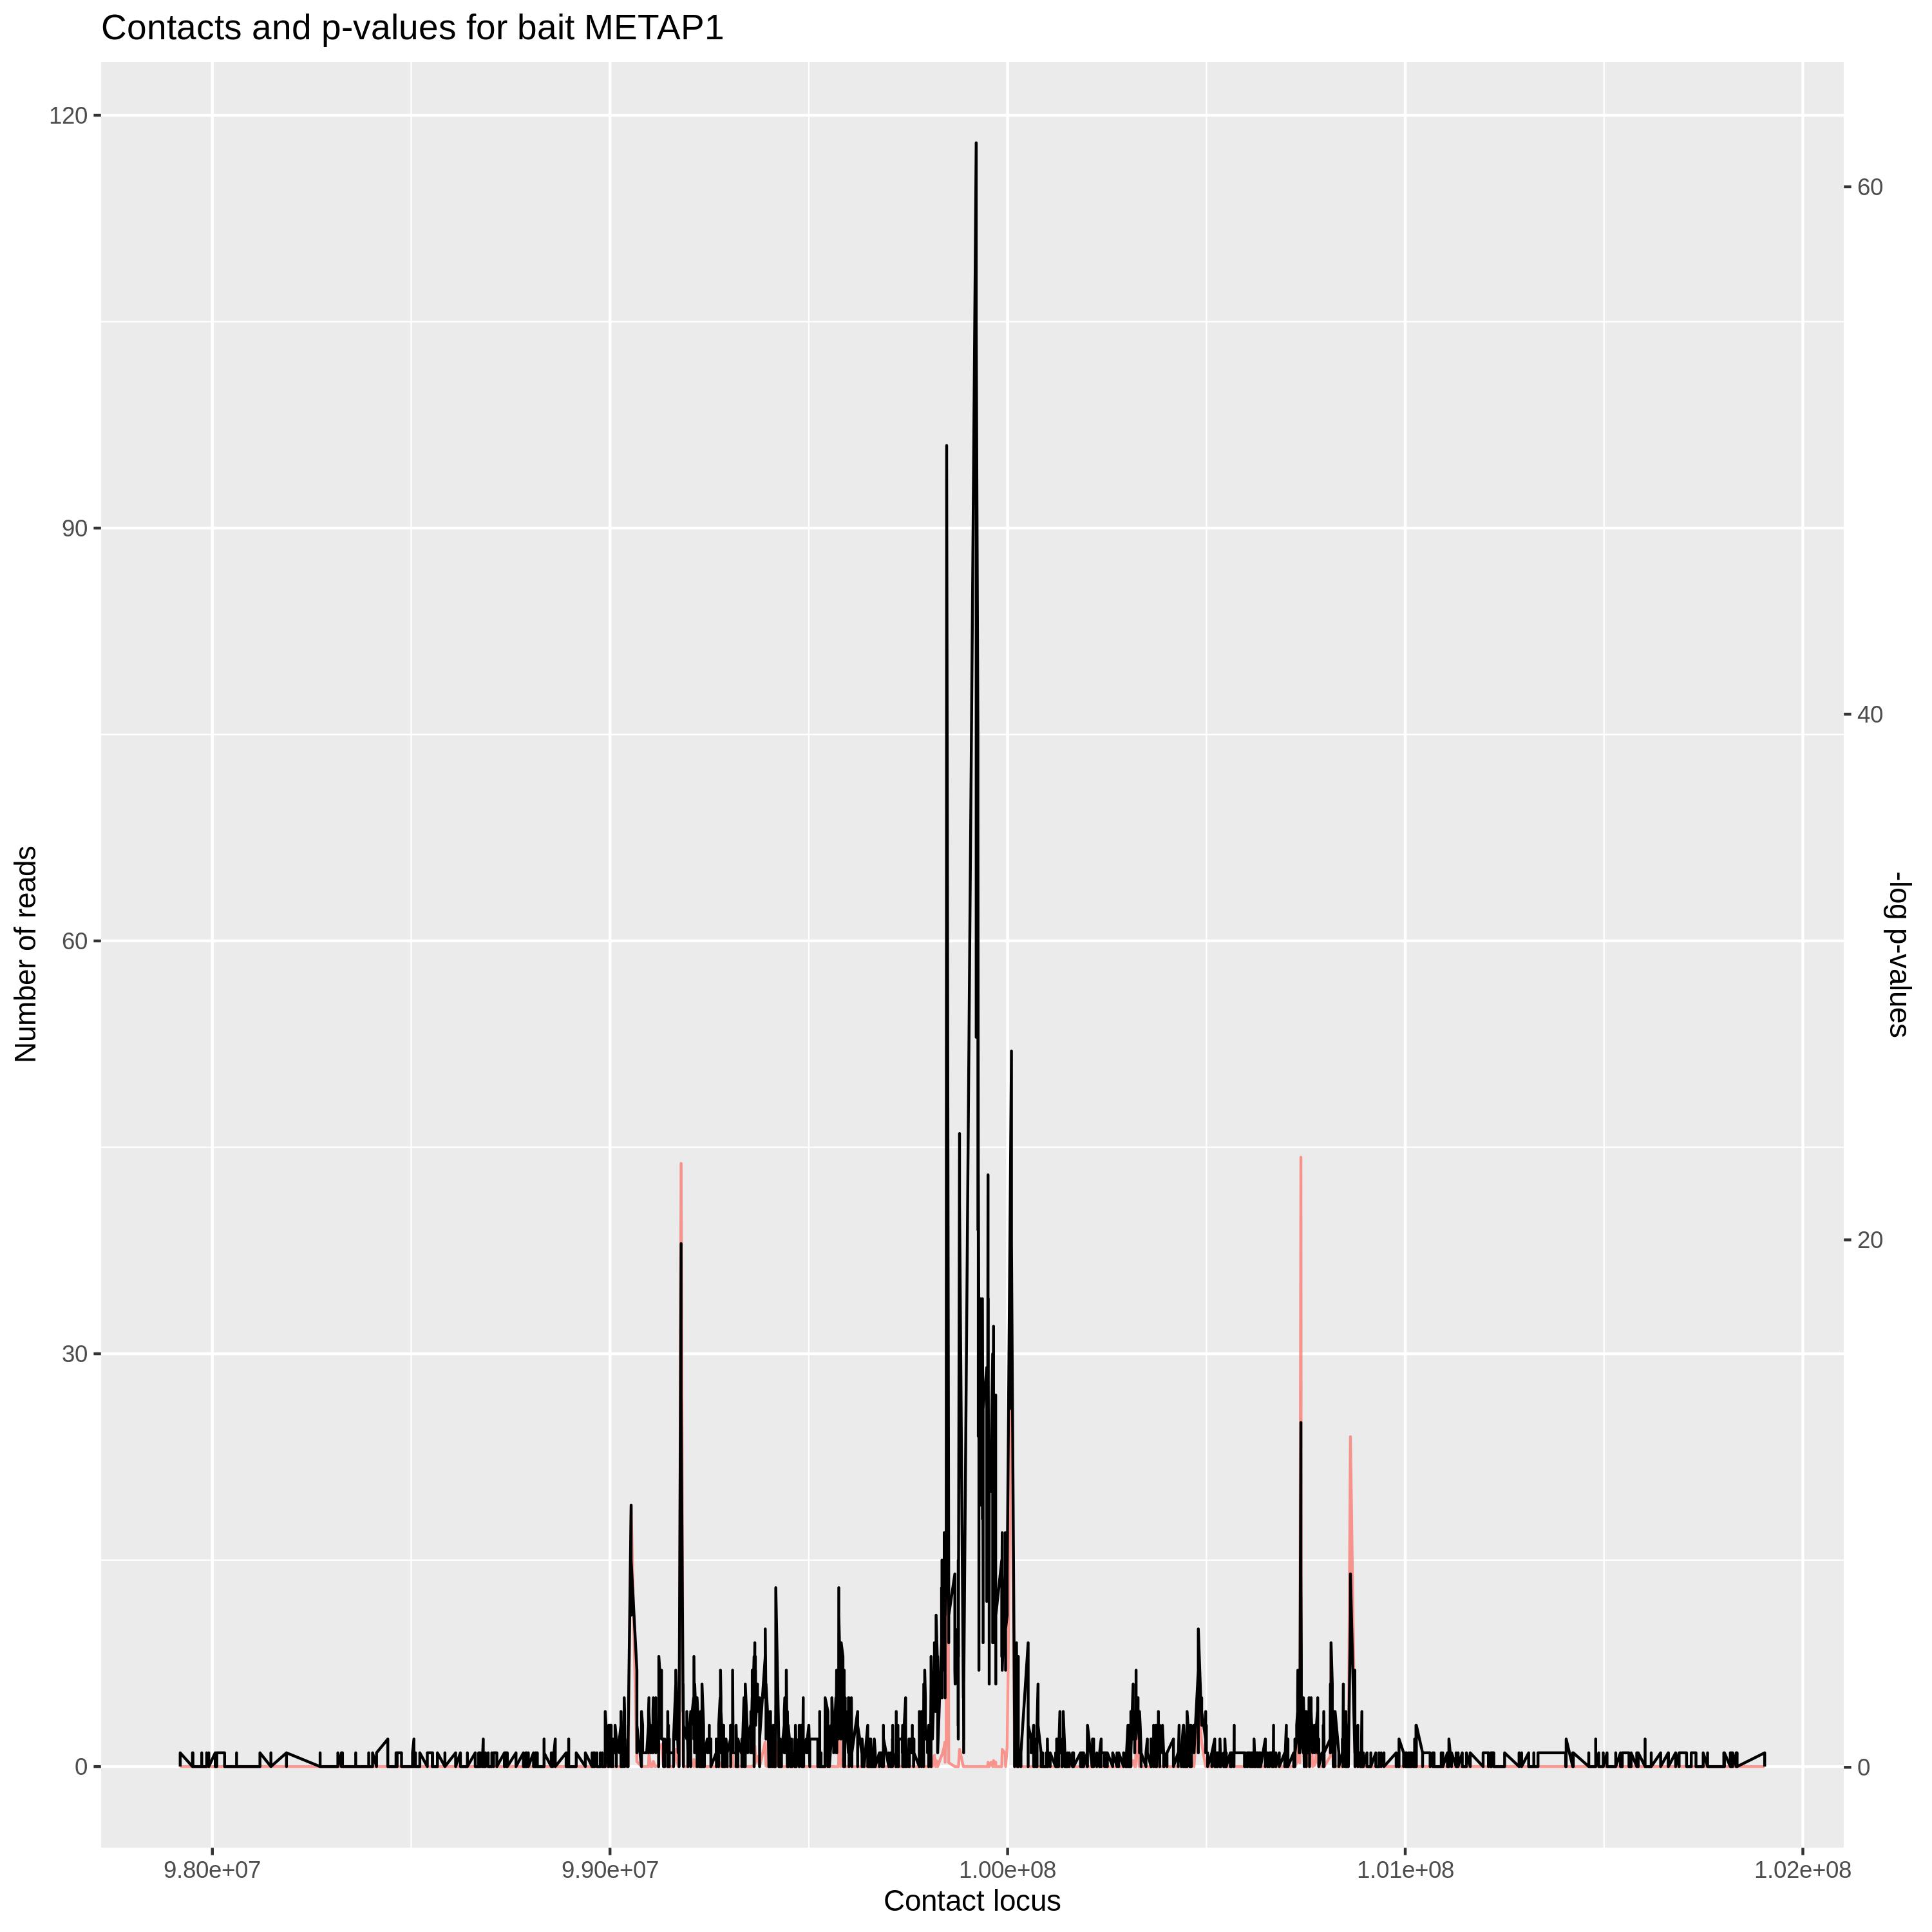 Contacts and p-values for bait METAP1
120
90
60
30
0
Number of reads
60
40
20
0
-log p-values
9.80e+07 9.90e+07 1.00e+08 1.01e+08 1.02e+08
Contact locus